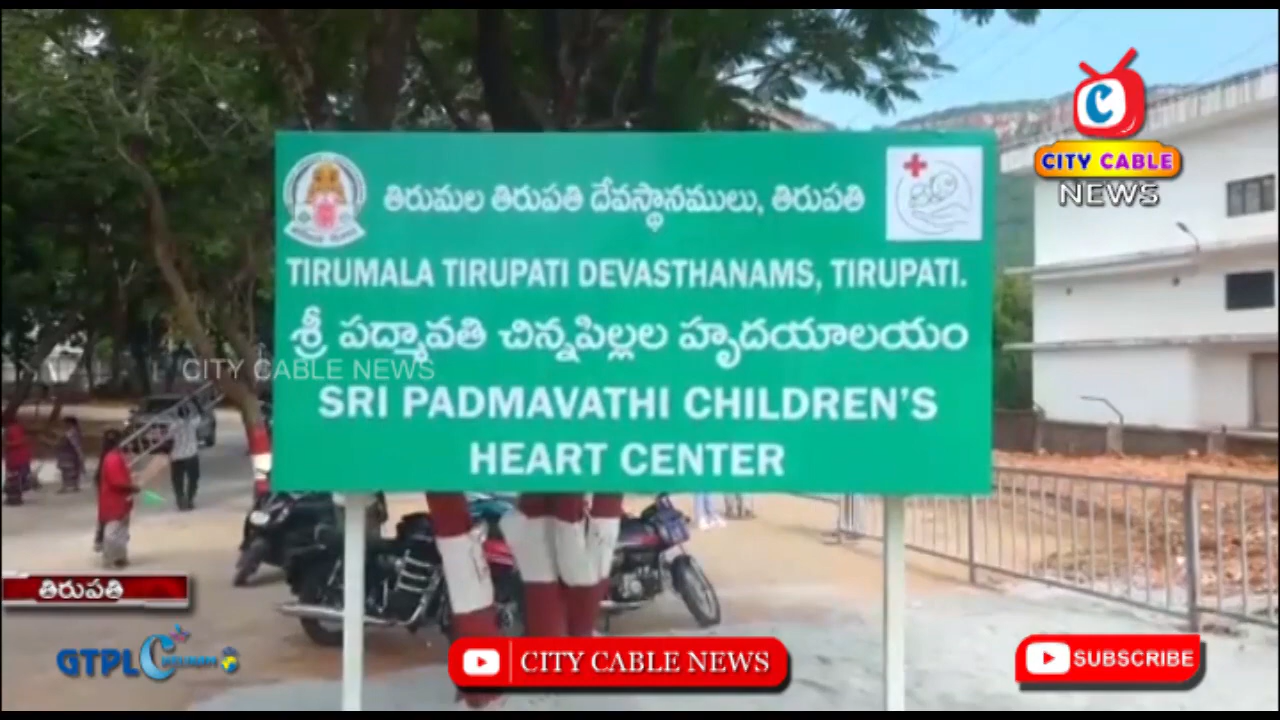 తిరుమల తిరుపతి దేవస్థానములు, తిరుపతి
TIRUMALA TIRUPATI DEVASTHANAMS, TIRUPATI.
శ్రీ పద్మావతి చిన్నపిల్లల హృదయాలయం
SRI PADMAVATHI CHILDREN'S
HEART CENTER
C
CITY CABLE
NEWS
CITY CABLE NEWS
తిరుపతి
GTPL
CITY CABLE NEWS
SUBSCRIBE